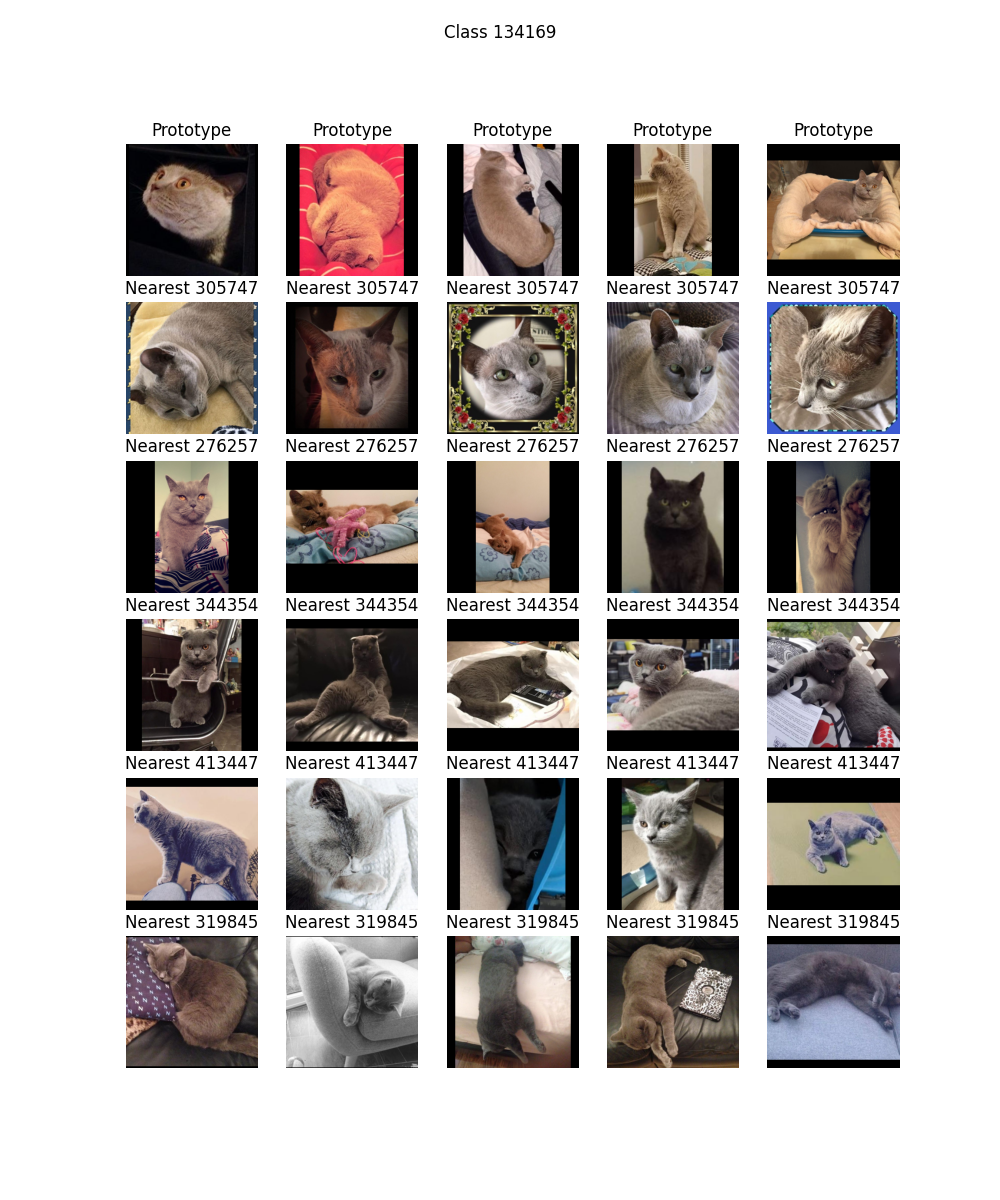 Class 134169
Prototype Prototype Prototype Prototype Prototype
Nearest 305747 Nearest 305747 Nearest 305747 Nearest 305747 Nearest 305747
Nearest 276257 Nearest 276257 Nearest 276257 Nearest 276257 Nearest 276257
Nearest 344354 Nearest 344354 Nearest 344354 Nearest 344354 Nearest 344354
Nearest 413447 Nearest 413447 Nearest 413447 Nearest 413447 Nearest 413447
Nearest 319845 Nearest 319845 Nearest 319845 Nearest 319845 Nearest 319845